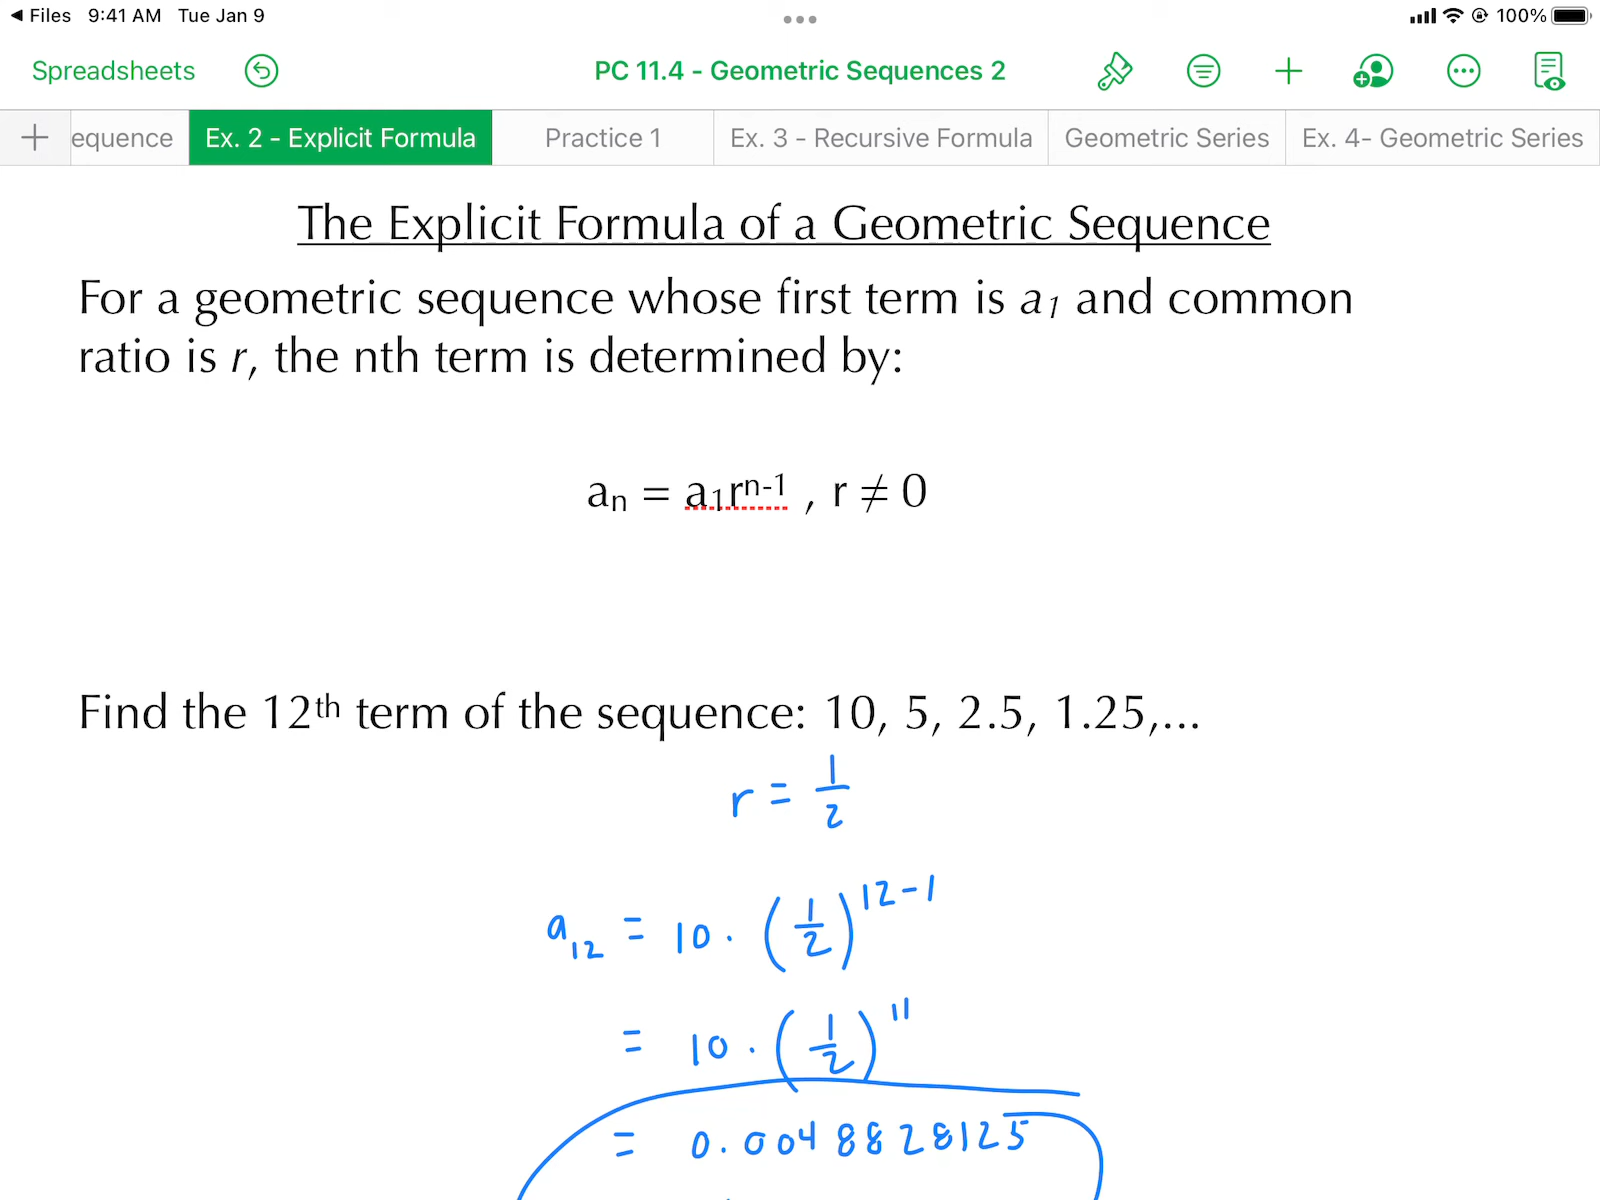 ◀ Files 9:41 AM Tue Jan 9 100%
Spreadsheets PC 11.4 - Geometric Sequences 2
equence Ex. 2 - Explicit Formula Practice 1 Ex. 3 - Recursive Formula Geometric Series Ex. 4- Geometric Series
The Explicit Formula of a Geometric Sequence
For a geometric sequence whose first term is a₁ and common
ratio is r, the nth term is determined by:
aₙ = a₁rⁿ⁻¹ , r ≠ 0
Find the 12ᵗʰ term of the sequence: 10, 5, 2.5, 1.25,...
r = 1/2
a₁₂ = 10 · (1/2)¹²⁻¹
= 10 · (1/2)¹¹
= 0.0048828125